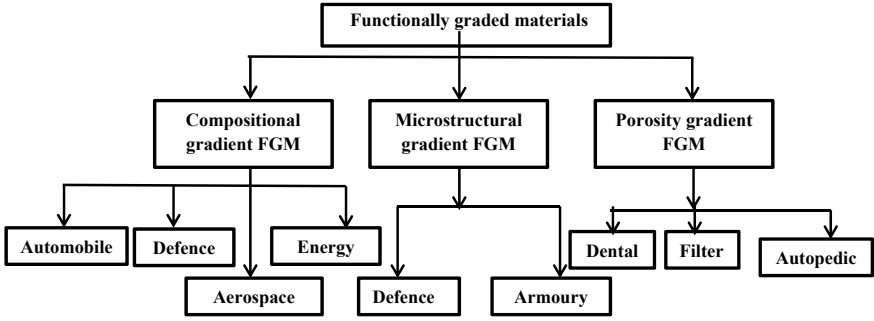 Functionally graded materials
Compositional
gradient FGM
Microstructural
gradient FGM
Porosity gradient
FGM
Automobile
Defence
Energy
Aerospace
Defence
Armoury
Dental
Filter
Autopedic